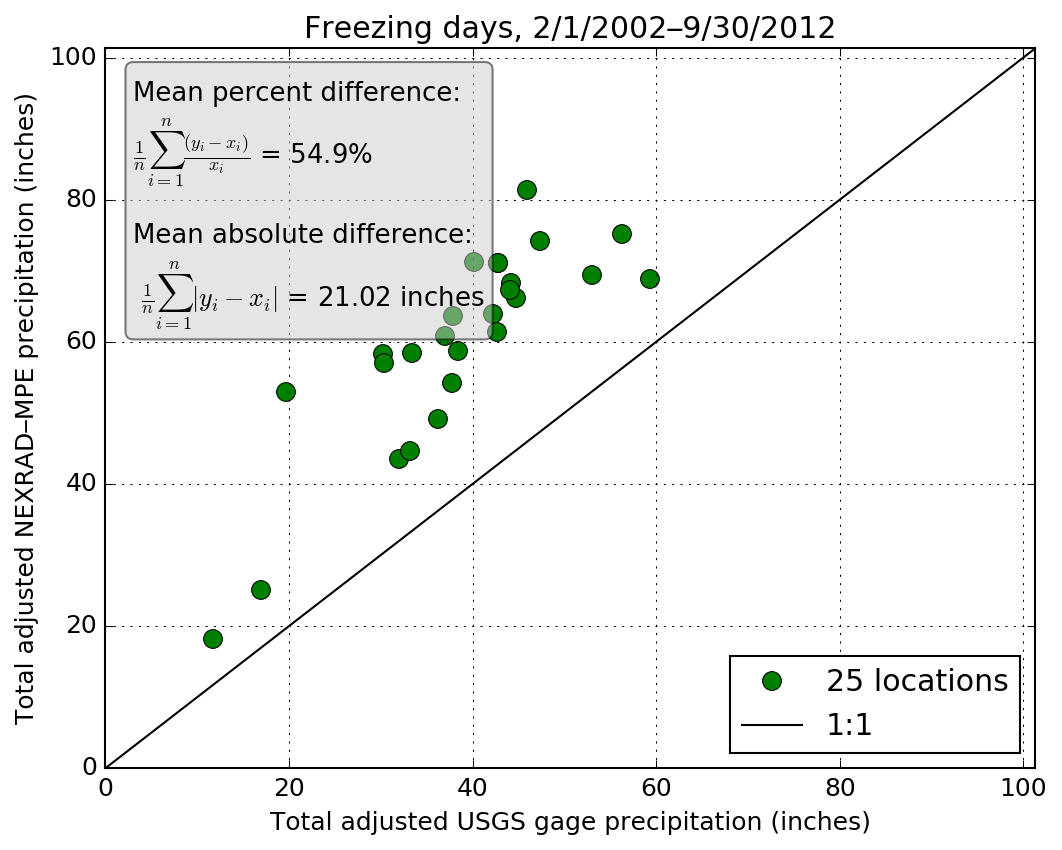 Freezing days, 2/1/2002–9/30/2012
Total adjusted NEXRAD–MPE precipitation (inches)
100
80
60
40
20
0
Mean percent difference:
\frac{1}{n}\sum_{i=1}^{n}\frac{(y_i-x_i)}{x_i} = 54.9%
Mean absolute difference:
\frac{1}{n}\sum_{i=1}^{n}|y_i-x_i| = 21.02 inches
25 locations
1:1
0 20 40 60 80 100
Total adjusted USGS gage precipitation (inches)